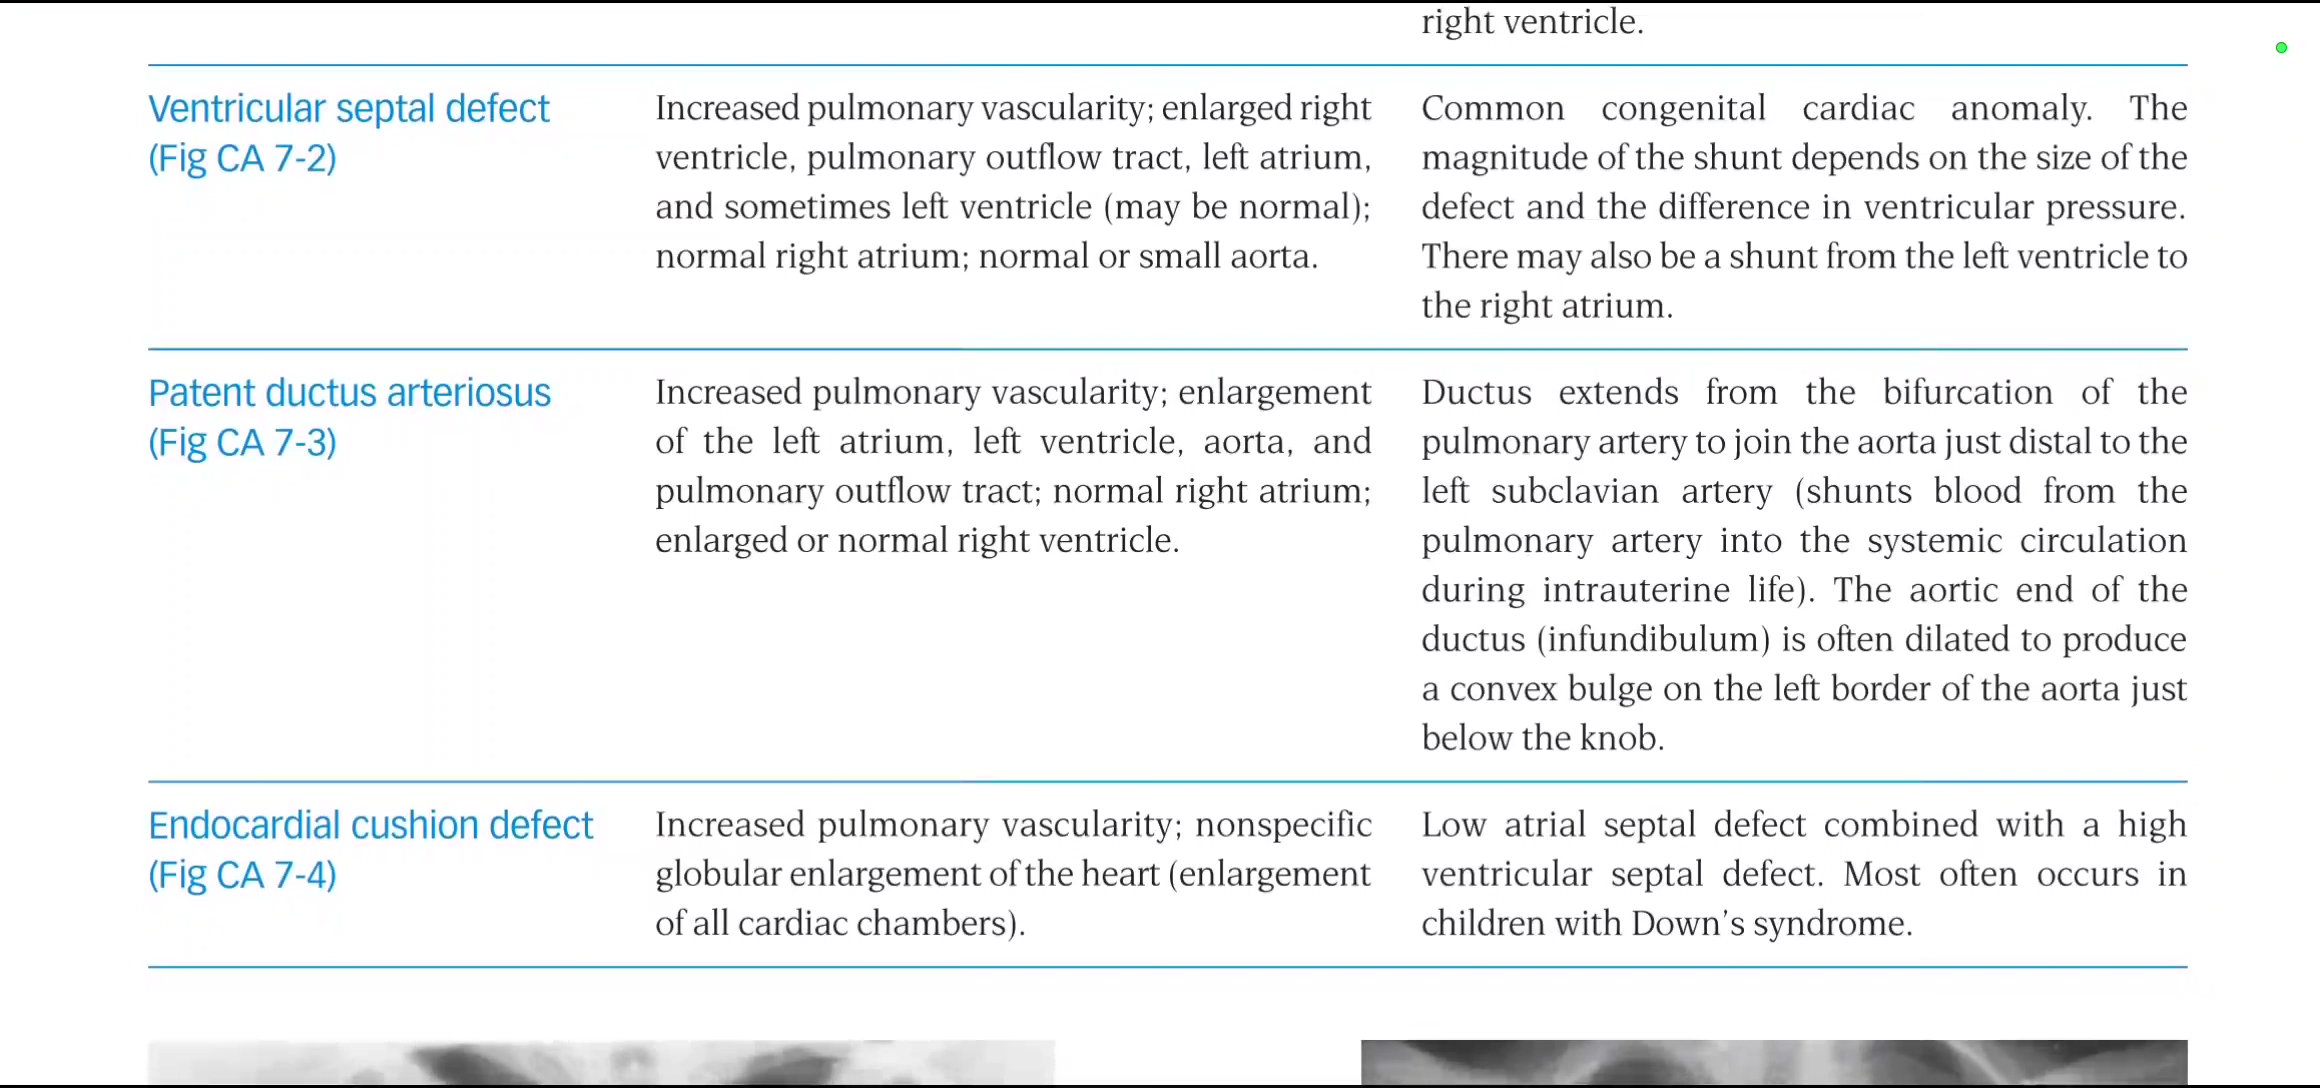 right ventricle.
Ventricular septal defect
(Fig CA 7-2)
Increased pulmonary vascularity; enlarged right
ventricle, pulmonary outflow tract, left atrium,
and sometimes left ventricle (may be normal);
normal right atrium; normal or small aorta.
Common congenital cardiac anomaly. The
magnitude of the shunt depends on the size of the
defect and the difference in ventricular pressure.
There may also be a shunt from the left ventricle to
the right atrium.
Patent ductus arteriosus
(Fig CA 7-3)
Increased pulmonary vascularity; enlargement
of the left atrium, left ventricle, aorta, and
pulmonary outflow tract; normal right atrium;
enlarged or normal right ventricle.
Ductus extends from the bifurcation of the
pulmonary artery to join the aorta just distal to the
left subclavian artery (shunts blood from the
pulmonary artery into the systemic circulation
during intrauterine life). The aortic end of the
ductus (infundibulum) is often dilated to produce
a convex bulge on the left border of the aorta just
below the knob.
Endocardial cushion defect
(Fig CA 7-4)
Increased pulmonary vascularity; nonspecific
globular enlargement of the heart (enlargement
of all cardiac chambers).
Low atrial septal defect combined with a high
ventricular septal defect. Most often occurs in
children with Down’s syndrome.